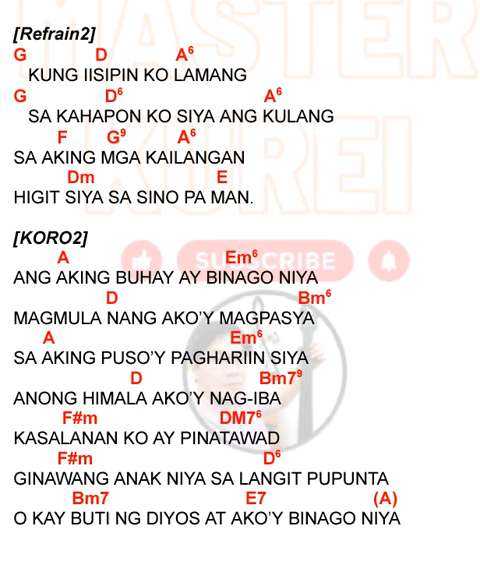 MASTER
KUREI
[Refrain2]
G D A⁶
KUNG IISIPIN KO LAMANG
G D⁶ A⁶
SA KAHAPON KO SIYA ANG KULANG
F G⁹ A⁶
SA AKING MGA KAILANGAN
Dm E
HIGIT SIYA SA SINO PA MAN.
[KORO2]
SUBSCRIBE
A Em⁶
ANG AKING BUHAY AY BINAGO NIYA
D Bm⁶
MAGMULA NANG AKO'Y MAGPASYA
A Em⁶
SA AKING PUSO'Y PAGHARIIN SIYA
D Bm7⁹
ANONG HIMALA AKO'Y NAG-IBA
F#m DM7⁶
KASALANAN KO AY PINATAWAD
F#m D⁶
GINAWANG ANAK NIYA SA LANGIT PUPUNTA
Bm7 E7 (A)
O KAY BUTI NG DIYOS AT AKO'Y BINAGO NIYA